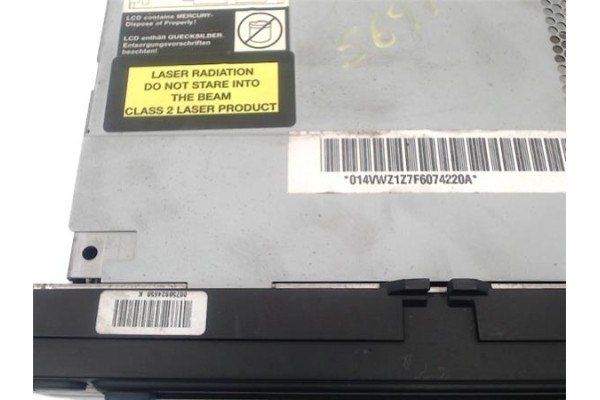 LCD contains MERCURY-
Dispose of Properly!
LCD enthält QUECKSILBER.
Entsorgungsvorschriften
beachten!
LASER RADIATION
DO NOT STARE INTO
THE BEAM
CLASS 2 LASER PRODUCT
*014VWZ1Z7F6074220A*